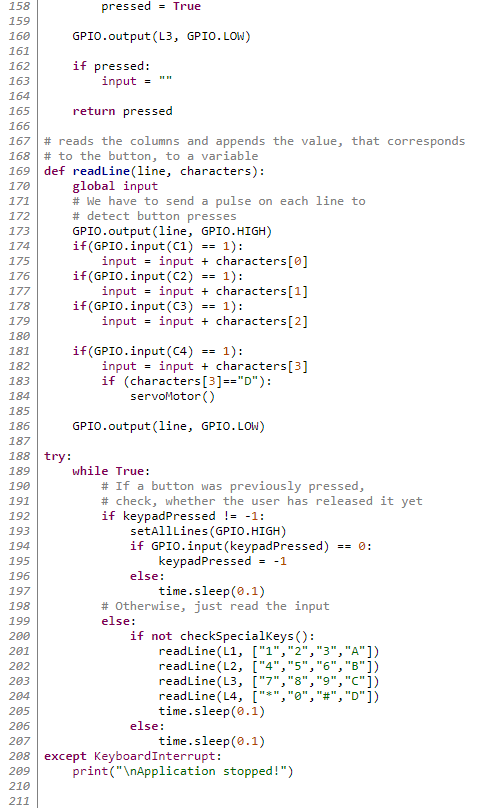 158 pressed = True
159
160 GPIO.output(L3, GPIO.LOW)
161
162 if pressed:
163 input = ""
164
165 return pressed
166
167 # reads the columns and appends the value, that corresponds
168 # to the button, to a variable
169 def readLine(line, characters):
170 global input
171 # We have to send a pulse on each line to
172 # detect button presses
173 GPIO.output(line, GPIO.HIGH)
174 if(GPIO.input(C1) == 1):
175 input = input + characters[0]
176 if(GPIO.input(C2) == 1):
177 input = input + characters[1]
178 if(GPIO.input(C3) == 1):
179 input = input + characters[2]
180
181 if(GPIO.input(C4) == 1):
182 input = input + characters[3]
183 if (characters[3]=="D"):
184 servoMotor()
185
186 GPIO.output(line, GPIO.LOW)
187
188 try:
189 while True:
190 # If a button was previously pressed,
191 # check, whether the user has released it yet
192 if keypadPressed != -1:
193 setAllLines(GPIO.HIGH)
194 if GPIO.input(keypadPressed) == 0:
195 keypadPressed = -1
196 else:
197 time.sleep(0.1)
198 # Otherwise, just read the input
199 else:
200 if not checkSpecialKeys():
201 readLine(L1, ["1","2","3","A"])
202 readLine(L2, ["4","5","6","B"])
203 readLine(L3, ["7","8","9","C"])
204 readLine(L4, ["*","0","#","D"])
205 time.sleep(0.1)
206 else:
207 time.sleep(0.1)
208 except KeyboardInterrupt:
209 print("\nApplication stopped!")
210
211